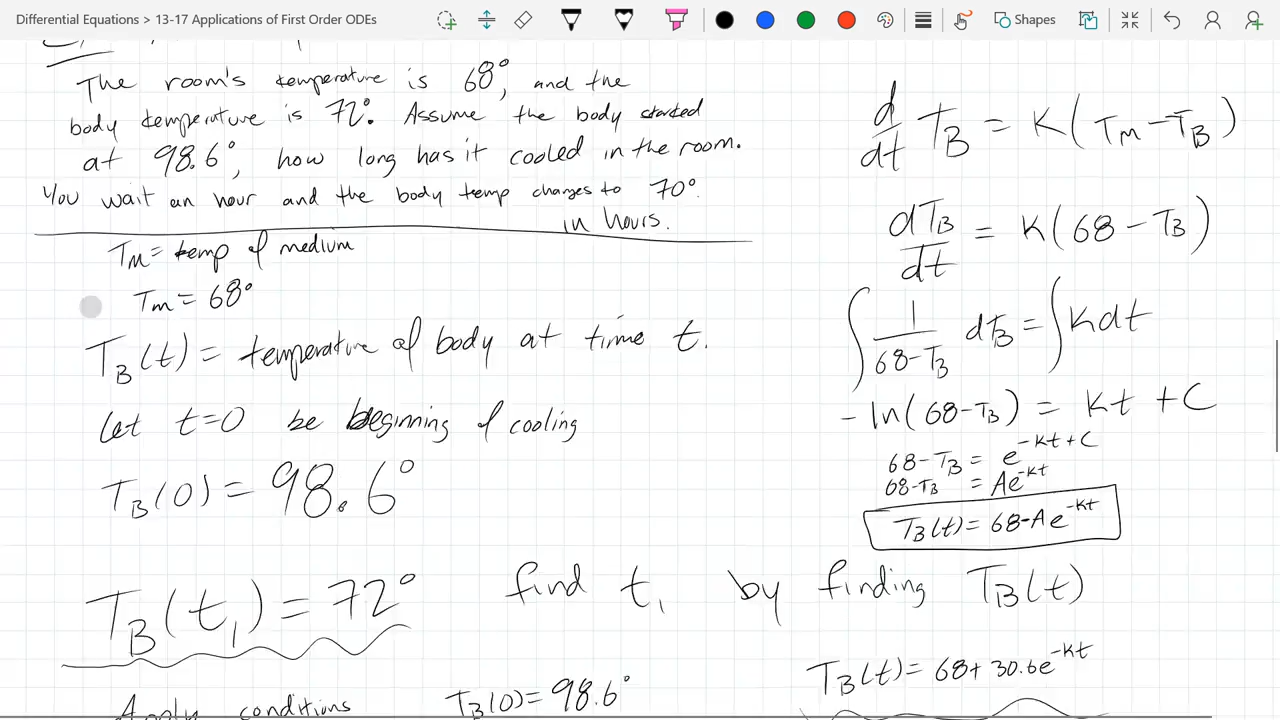 Differential Equations > 13-17 Applications of First Order ODEs
Shapes
The room's temperature is 68°, and the
body temperature is 72°. Assume the body started
at 98.6°, how long has it cooled in the room.
You wait an hour and the body temp changes to 70°.
in hours.
Tm = temp of medium
Tm = 68°
T_B(t) = temperature of body at time t.
Let t=0 be beginning of cooling
T_B(0) = 98.6°
T_B(t₁) = 72° find t₁ by finding T_B(t)
Apply conditions T_B(0) = 98.6°
d/dt T_B = K(T_M − T_B)
dT_B/dt = K(68 − T_B)
∫ 1/(68−T_B) dT_B = ∫ K dt
− ln(68−T_B) = Kt + C
68−T_B = e^(−Kt+C)
68−T_B = Ae^(−Kt)
T_B(t) = 68−Ae^(−Kt)
T_B(t) = 68+30.6e^(−Kt)